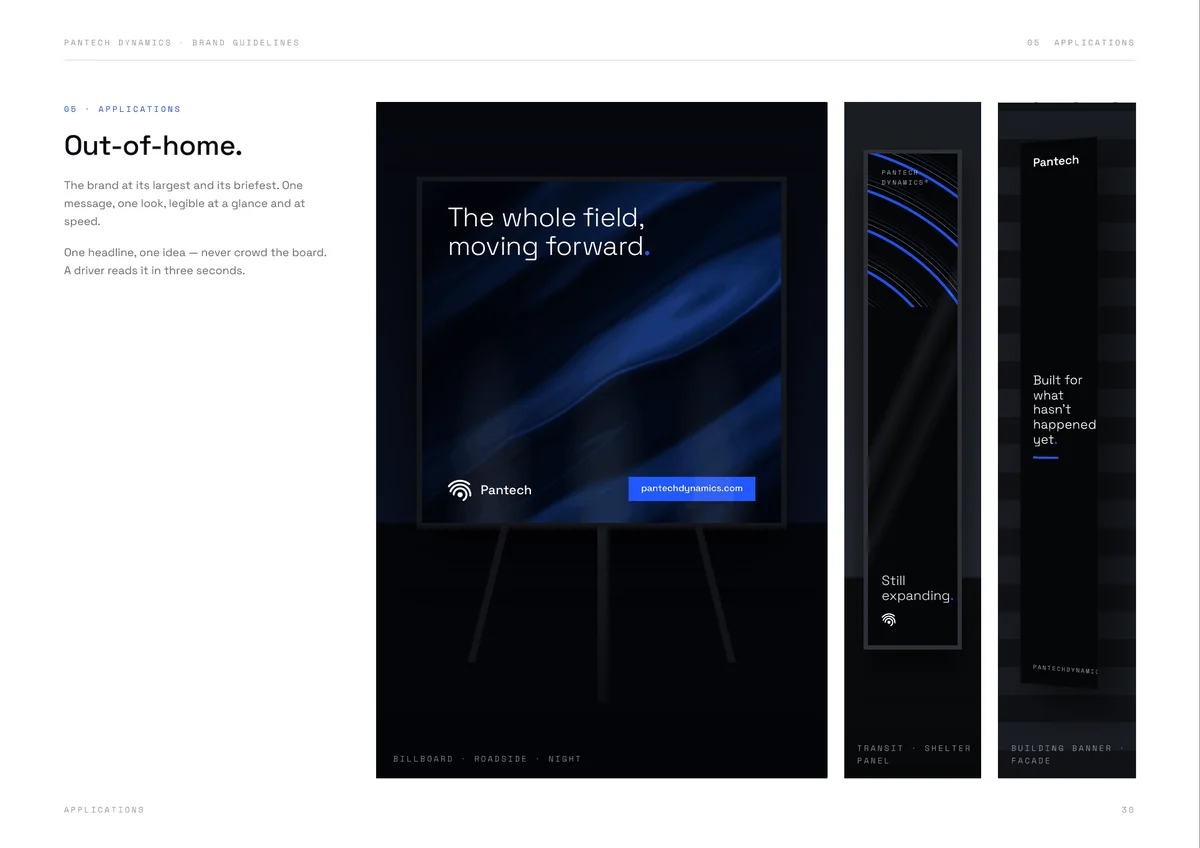 PANTECH DYNAMICS · BRAND GUIDELINES
05 APPLICATIONS
05 · APPLICATIONS
Out-of-home.
The brand at its largest and its briefest. One
message, one look, legible at a glance and at
speed.
One headline, one idea — never crowd the board.
A driver reads it in three seconds.
The whole field,
moving forward.
Pantech
pantechdynamics.com
BILLBOARD · ROADSIDE · NIGHT
PANTECH
DYNAMICS®
Still
expanding.
TRANSIT · SHELTER
PANEL
Pantech
Built for
what
hasn't
happened
yet.
PANTECHDYNAMIC
BUILDING BANNER ·
FACADE
APPLICATIONS
30